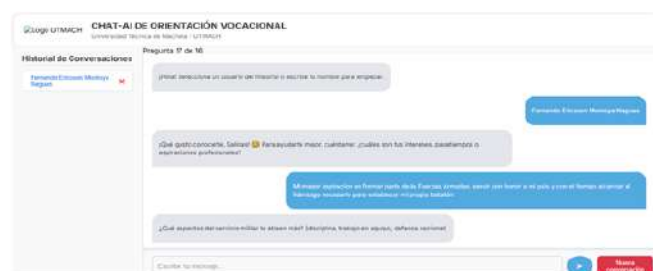 Logo UTMACH
CHAT-AI DE ORIENTACIÓN VOCACIONAL
Universidad Técnica de Machala - UTMACH
Historial de Conversaciones
Pregunta 17 de 16
Fernando Ericsson Montoya
¡Hola! Selecciona un usuario del historial o escribe tu nombre para empezar.
Fernando Ericsson Montoya
¡Qué gusto conocerte, 😊 Para ayudarte mejor, cuéntame: ¿cuáles son tus intereses, pasatiempos o
aspiraciones profesionales?
Mi mayor aspiración es formar parte de la Fuerzas Armadas, servir con honor a mi país y con el tiempo alcanzar el
liderazgo necesario para establecer mi propio batallón
¿Qué aspectos del servicio militar te atraen más? (disciplina, trabajo en equipo, defensa nacional)
Escribe tu mensaje...
Nueva
conversación